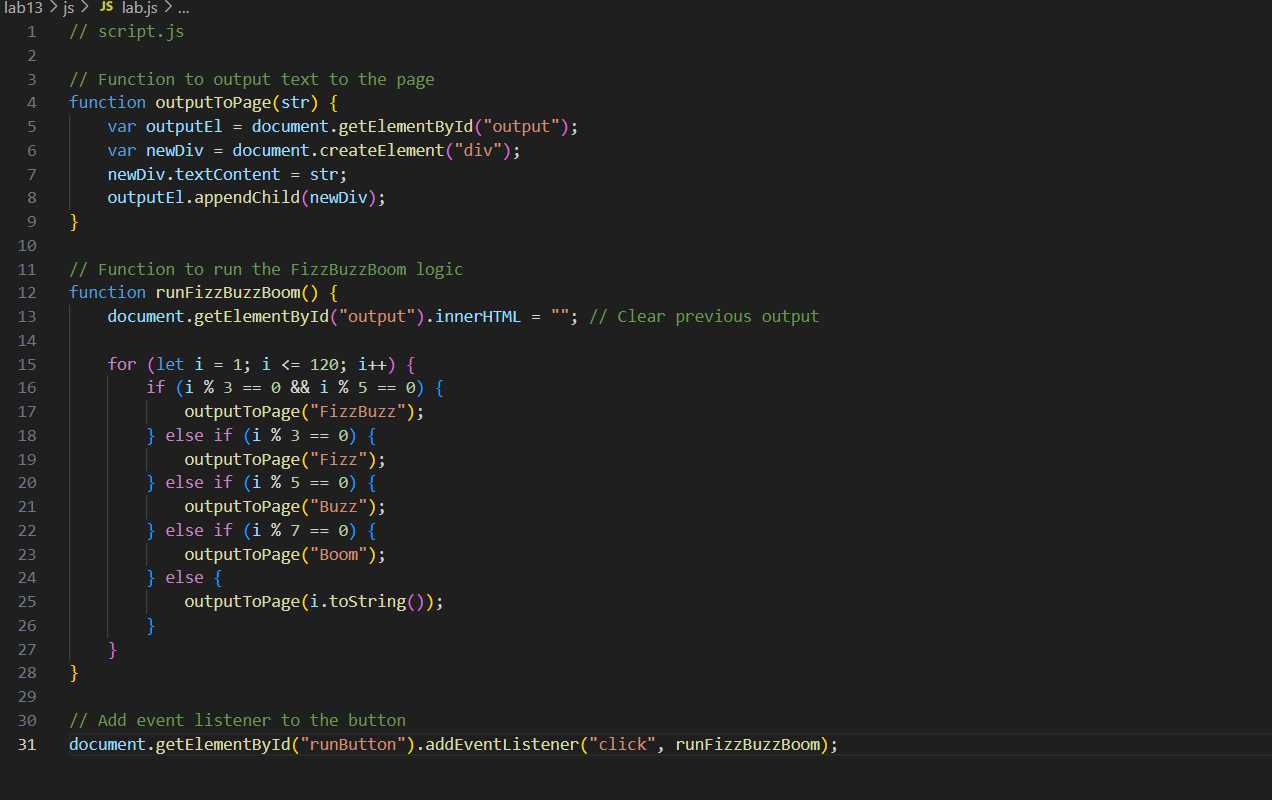 lab13 > js > JS lab.js > ...
1 // script.js
2
3 // Function to output text to the page
4 function outputToPage(str) {
5     var outputEl = document.getElementById("output");
6     var newDiv = document.createElement("div");
7     newDiv.textContent = str;
8     outputEl.appendChild(newDiv);
9 }
10
11 // Function to run the FizzBuzzBoom logic
12 function runFizzBuzzBoom() {
13     document.getElementById("output").innerHTML = ""; // Clear previous output
14
15     for (let i = 1; i <= 120; i++) {
16         if (i % 3 == 0 && i % 5 == 0) {
17             outputToPage("FizzBuzz");
18         } else if (i % 3 == 0) {
19             outputToPage("Fizz");
20         } else if (i % 5 == 0) {
21             outputToPage("Buzz");
22         } else if (i % 7 == 0) {
23             outputToPage("Boom");
24         } else {
25             outputToPage(i.toString());
26         }
27     }
28 }
29
30 // Add event listener to the button
31 document.getElementById("runButton").addEventListener("click", runFizzBuzzBoom);